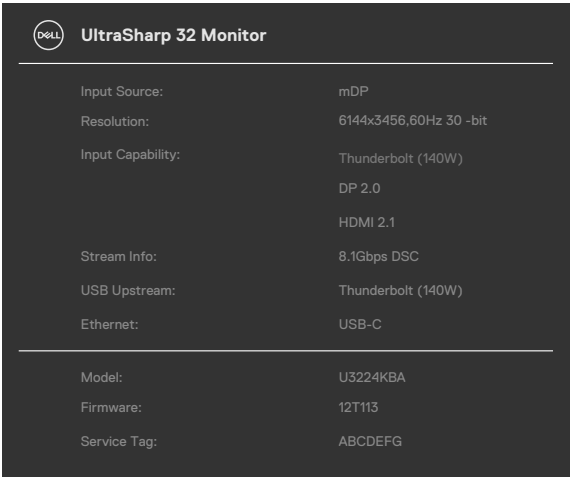 DELL UltraSharp 32 Monitor
Input Source: mDP
Resolution: 6144x3456,60Hz 30 -bit
Input Capability: Thunderbolt (140W)
DP 2.0
HDMI 2.1
Stream Info: 8.1Gbps DSC
USB Upstream: Thunderbolt (140W)
Ethernet: USB-C
Model: U3224KBA
Firmware: 12T113
Service Tag: ABCDEFG